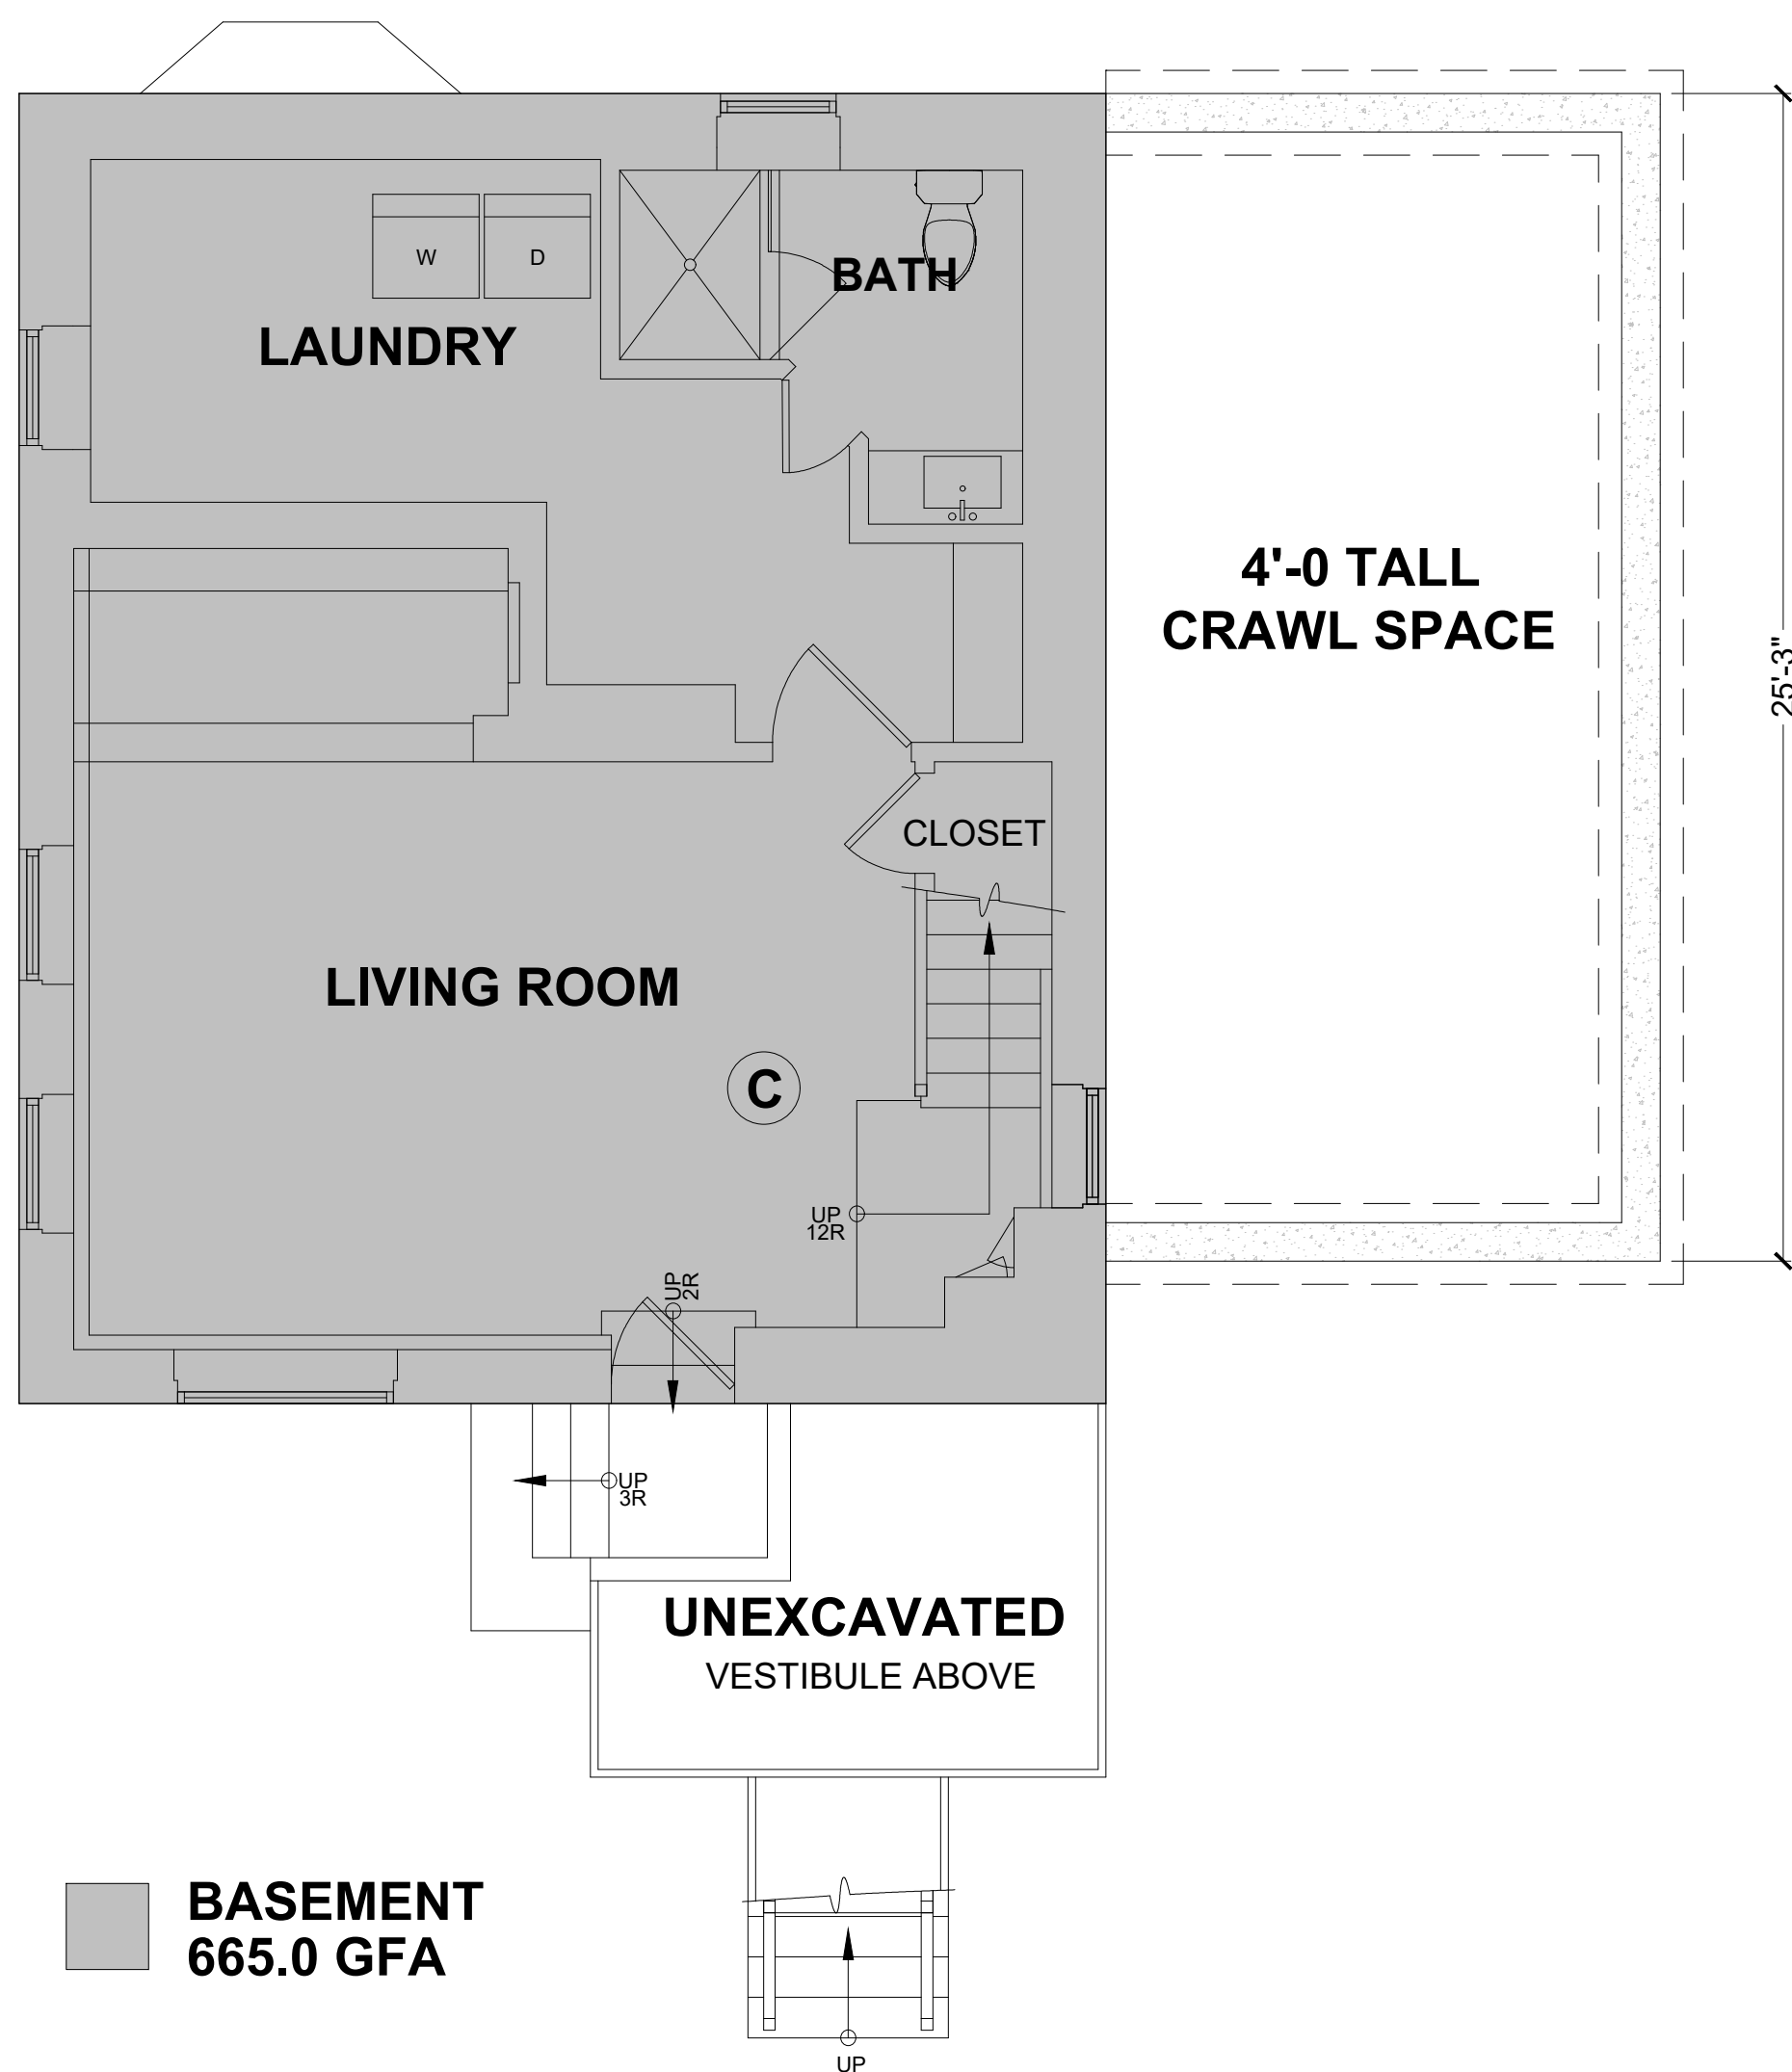 W
D
BATH
LAUNDRY
4'-0 TALL
CRAWL SPACE
25'-3"
CLOSET
LIVING ROOM
C
UP
12R
UP
2R
UP
3R
UNEXCAVATED
VESTIBULE ABOVE
BASEMENT
665.0 GFA
UP